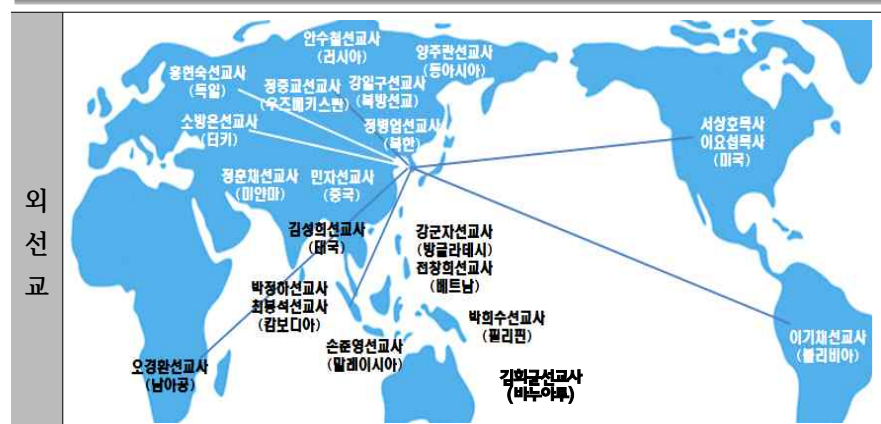 외
선
교
안수철선교사
(러시아)
양주란선교사
(동아시아)
홍현숙선교사
(독일)
정중교선교사
(우즈베키스탄)
강일구선교사
(북방선교)
소방은선교사
(터키)
정병업선교사
(북한)
서상호목사
이요섭목사
(미국)
정훈채선교사
(미얀마)
민자선교사
(중국)
김성희선교사
(태국)
강군자선교사
(방글라데시)
전창희선교사
(베트남)
박정하선교사
최봉석선교사
(캄보디아)
박희수선교사
(필리핀)
손준영선교사
(말레이시아)
이기채선교사
(볼리비아)
오경환선교사
(남아공)
김희균선교사
(바누아투)